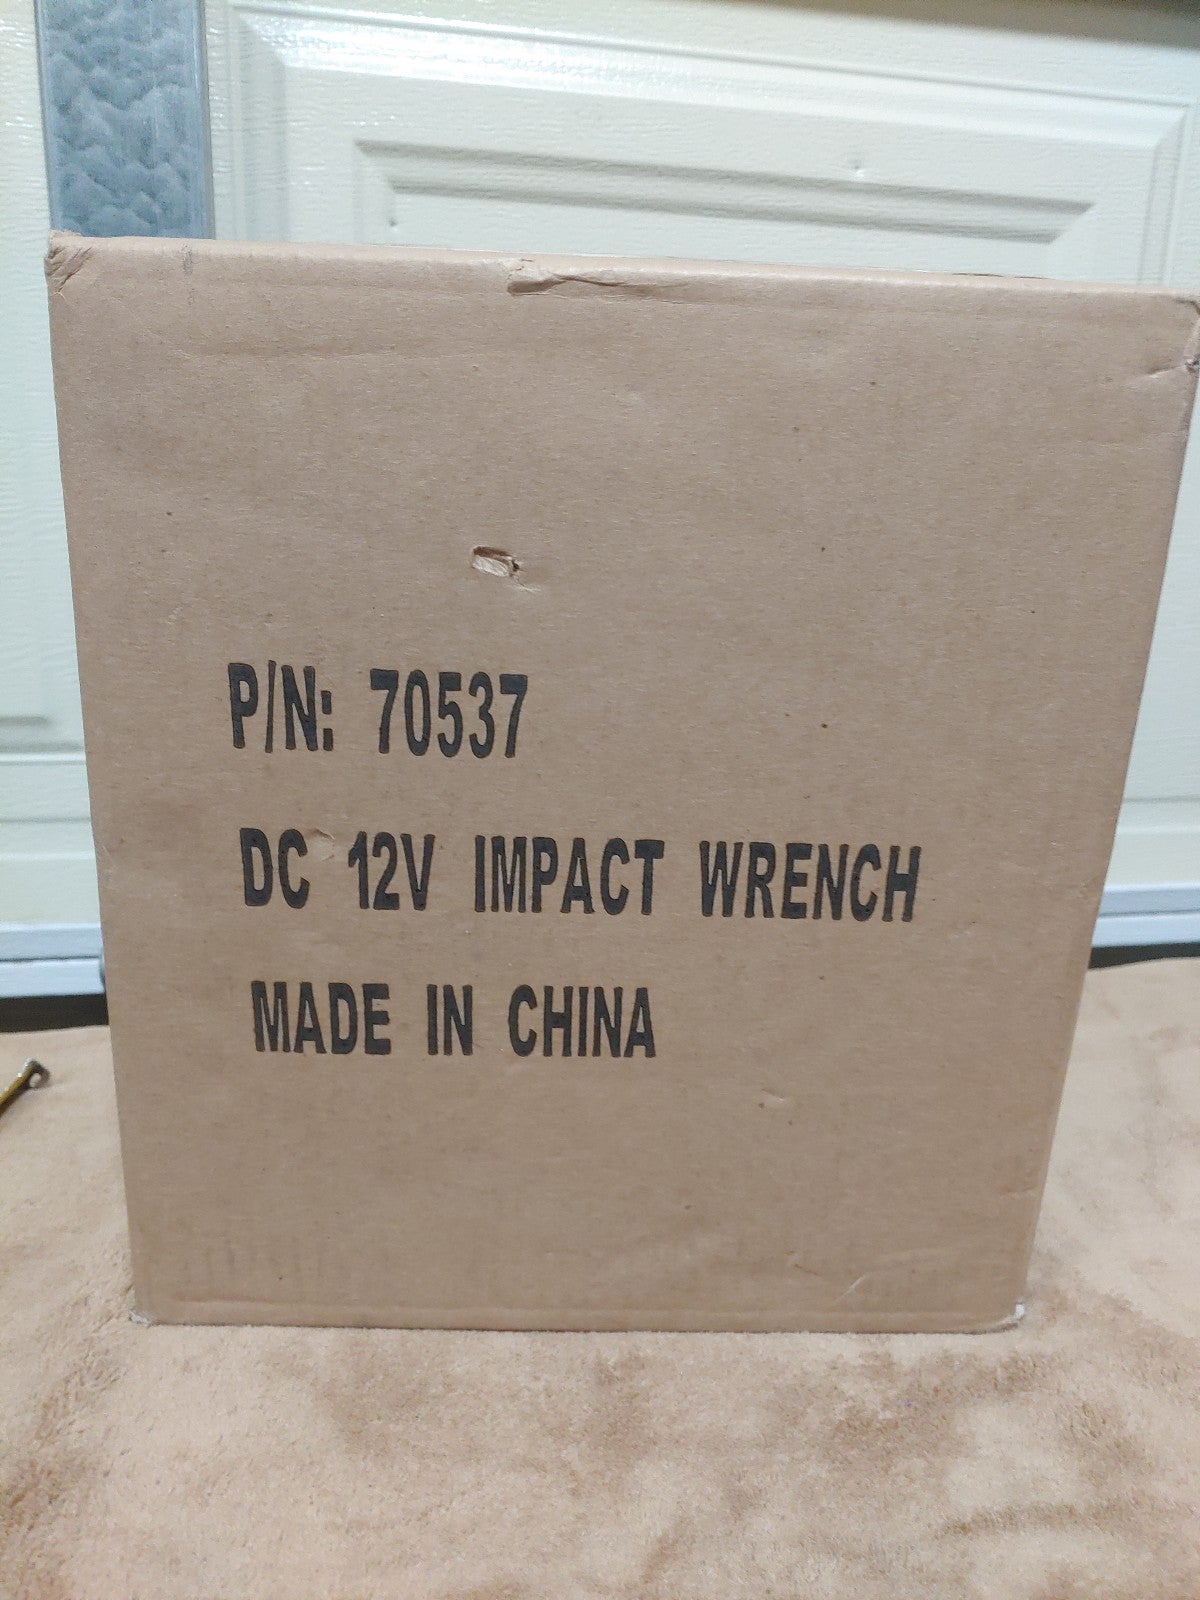 P/N: 70537
DC 12V IMPACT WRENCH
MADE IN CHINA